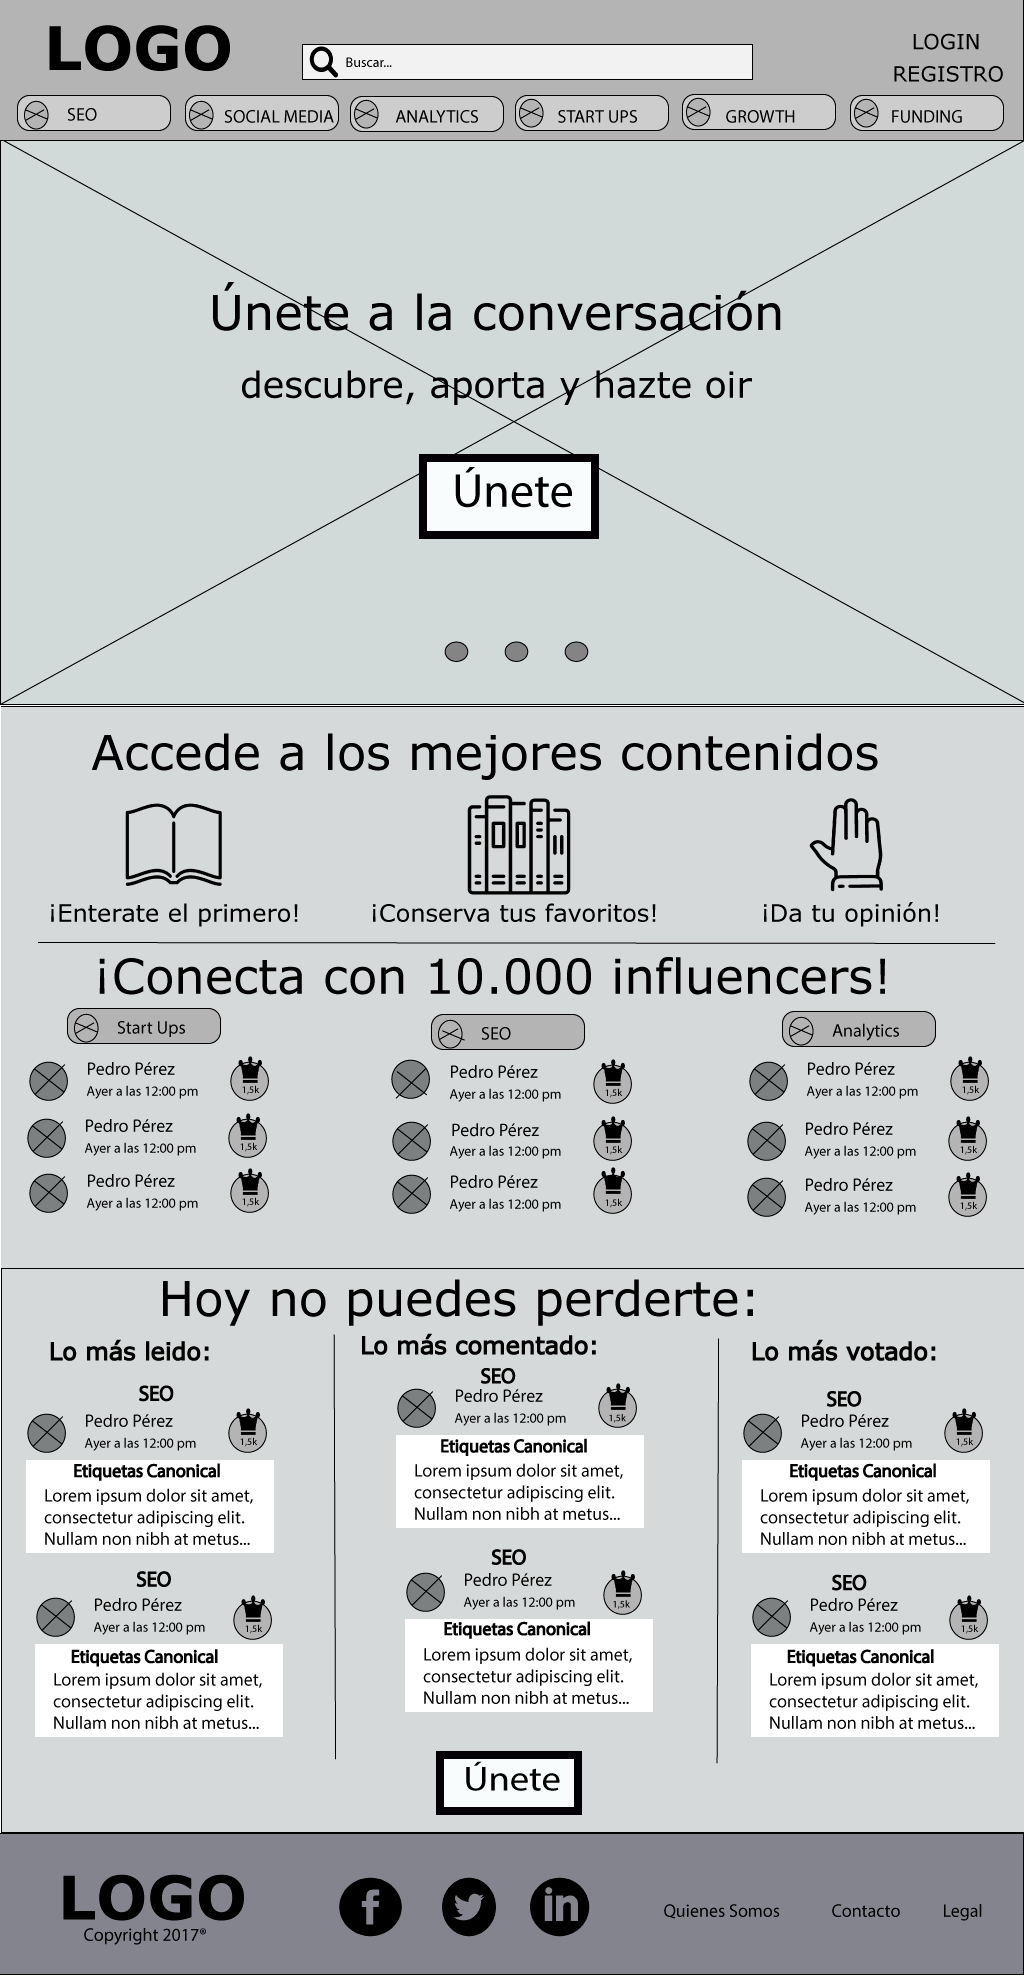 LOGO
Buscar...
LOGIN
REGISTRO
SEO
SOCIAL MEDIA
ANALYTICS
START UPS
GROWTH
FUNDING
Únete a la conversación
descubre, aporta y hazte oir
Únete
Accede a los mejores contenidos
¡Enterate el primero!
¡Conserva tus favoritos!
¡Da tu opinión!
¡Conecta con 10.000 influencers!
Start Ups
Pedro Pérez
Ayer a las 12:00 pm
1,5k
Pedro Pérez
Ayer a las 12:00 pm
1,5k
Pedro Pérez
Ayer a las 12:00 pm
1,5k
SEO
Pedro Pérez
Ayer a las 12:00 pm
1,5k
Pedro Pérez
Ayer a las 12:00 pm
1,5k
Pedro Pérez
Ayer a las 12:00 pm
1,5k
Analytics
Pedro Pérez
Ayer a las 12:00 pm
1,5k
Pedro Pérez
Ayer a las 12:00 pm
1,5k
Pedro Pérez
Ayer a las 12:00 pm
1,5k
Hoy no puedes perderte:
Lo más leido:
SEO
Pedro Pérez
Ayer a las 12:00 pm
1,5k
Etiquetas Canonical
Lorem ipsum dolor sit amet,
consectetur adipiscing elit.
Nullam non nibh at metus...
SEO
Pedro Pérez
Ayer a las 12:00 pm
1,5k
Etiquetas Canonical
Lorem ipsum dolor sit amet,
consectetur adipiscing elit.
Nullam non nibh at metus...
Lo más comentado:
SEO
Pedro Pérez
Ayer a las 12:00 pm
1,5k
Etiquetas Canonical
Lorem ipsum dolor sit amet,
consectetur adipiscing elit.
Nullam non nibh at metus...
SEO
Pedro Pérez
Ayer a las 12:00 pm
1,5k
Etiquetas Canonical
Lorem ipsum dolor sit amet,
consectetur adipiscing elit.
Nullam non nibh at metus...
Lo más votado:
SEO
Pedro Pérez
Ayer a las 12:00 pm
1,5k
Etiquetas Canonical
Lorem ipsum dolor sit amet,
consectetur adipiscing elit.
Nullam non nibh at metus...
SEO
Pedro Pérez
Ayer a las 12:00 pm
1,5k
Etiquetas Canonical
Lorem ipsum dolor sit amet,
consectetur adipiscing elit.
Nullam non nibh at metus...
Únete
LOGO
Copyright 2017®
f
in
Quienes Somos
Contacto
Legal